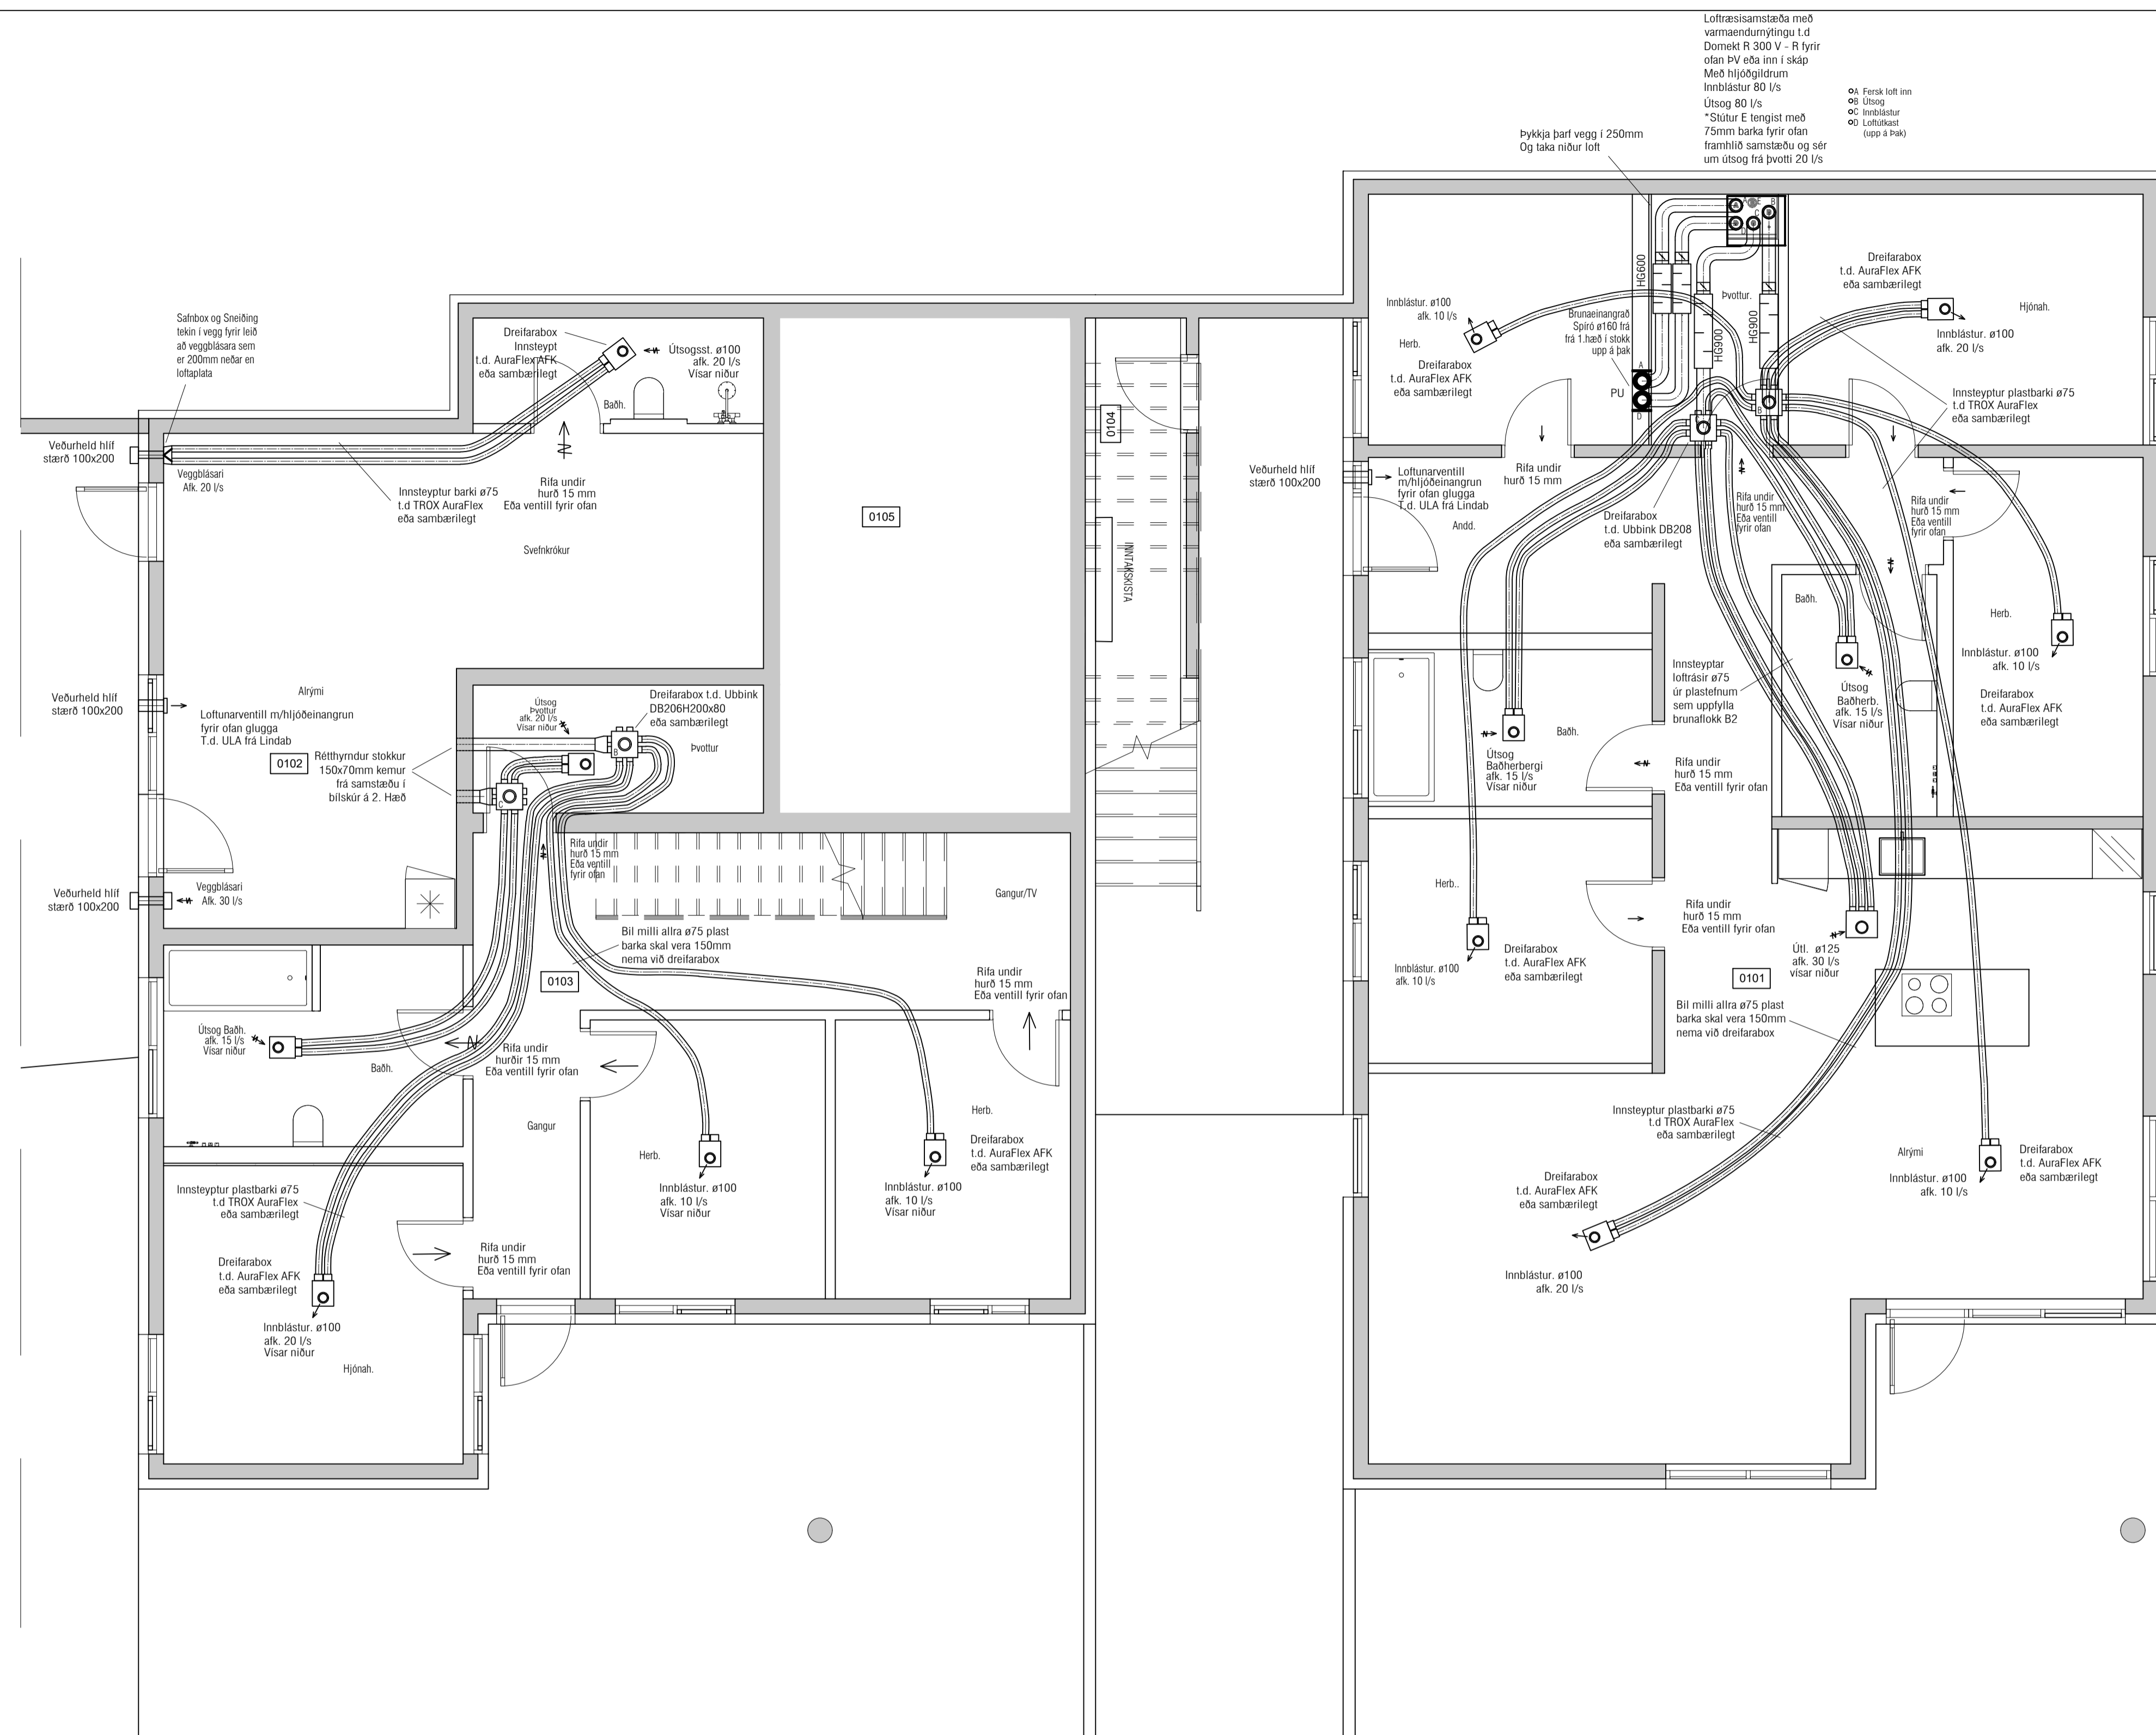 Loftræsisamstæða með
varmaendurnýtingu t.d
Domekt R 300 V - R fyrir
ofan ÞV eða inn í skáp
Með hljóðgildrum
Innblástur 80 l/s
Útsog 80 l/s
*Stútur E tengist með
75mm barka fyrir ofan
framhlið samstæðu og sér
um útsog frá þvotti 20 l/s
A Fersk loft inn
B Útsog
C Innblástur
D Loftútkast
(upp á Þak)
Þykkja þarf vegg í 250mm
Og taka niður loft
Safnbox og Sneiðing
tekin í vegg fyrir leið
að veggblásara sem
er 200mm neðar en
loftaplata
Dreifarabox
Innsteypt
t.d. AuraFlex AFK
eða sambærilegt
Útsogsst. ø100
afk. 20 l/s
Vísar niður
Baðh.
Veðurheld hlíf
stærð 100x200
Veggblásari
Afk. 20 l/s
Innsteyptur barki ø75
t.d TROX AuraFlex
eða sambærilegt
Rifa undir
hurð 15 mm
Eða ventill fyrir ofan
Svefnkrókur
0105
0104
INNTAKSKISTA
Alrými
Veðurheld hlíf
stærð 100x200
Loftunarventill m/hljóðeinangrun
fyrir ofan glugga
T.d. ULA frá Lindab
0102
Rétthyrndur stokkur
150x70mm kemur
frá samstæðu í
bílskúr á 2. Hæð
Útsog
Þvottur
afk. 20 l/s
Vísar niður
Dreifarabox t.d. Ubbink
DB206H200x80
eða sambærilegt
Þvottur
B
C
Veðurheld hlíf
stærð 100x200
Veggblásari
Afk. 30 l/s
Rifa undir
hurð 15 mm
Eða ventill
fyrir ofan
Gangur/TV
Bil milli allra ø75 plast
barka skal vera 150mm
nema við dreifarabox
0103
Rifa undir
hurð 15 mm
Eða ventill fyrir ofan
Útsog Baðh.
afk. 15 l/s
Vísar niður
Baðh.
Rifa undir
hurðir 15 mm
Eða ventill fyrir ofan
Gangur
Herb.
Herb.
Dreifarabox
t.d. AuraFlex AFK
eða sambærilegt
Innblástur. ø100
afk. 10 l/s
Vísar niður
Innblástur. ø100
afk. 10 l/s
Vísar niður
Innsteyptur plastbarki ø75
t.d TROX AuraFlex
eða sambærilegt
Dreifarabox
t.d. AuraFlex AFK
eða sambærilegt
Rifa undir
hurð 15 mm
Eða ventill fyrir ofan
Innblástur. ø100
afk. 20 l/s
Vísar niður
Hjónah.
A
E
B
C
D
*
HG600
HG900
HG900
Þvottur.
Innblástur. ø100
afk. 10 l/s
Herb.
Dreifarabox
t.d. AuraFlex AFK
eða sambærilegt
Brunaeinangrað
Spíró ø160 frá
frá 1.hæð í stokk
upp á þak
PU
A
D
B
Dreifarabox
t.d. AuraFlex AFK
eða sambærilegt
Hjónah.
Innblástur. ø100
afk. 20 l/s
Innsteyptur plastbarki ø75
t.d TROX AuraFlex
eða sambærilegt
Veðurheld hlíf
stærð 100x200
Loftunarventill
m/hljóðeinangrun
fyrir ofan glugga
T.d. ULA frá Lindab
Rifa undir
hurð 15 mm
Andd.
Dreifarabox
t.d. Ubbink DB208
eða sambærilegt
Rifa undir
hurð 15 mm
Eða ventill
fyrir ofan
Rifa undir
hurð 15 mm
Eða ventill
fyrir ofan
Baðh.
Herb.
Innblástur. ø100
afk. 10 l/s
Dreifarabox
t.d. AuraFlex AFK
eða sambærilegt
Innsteyptar
loftrásir ø75
úr plastefnum
sem uppfylla
brunaflokk B2
Útsog
Baðherb.
afk. 15 l/s
Vísar niður
Útsog
Baðherbergi
afk. 15 l/s
Vísar niður
Baðh.
Rifa undir
hurð 15 mm
Eða ventill fyrir ofan
Herb..
Rifa undir
hurð 15 mm
Eða ventill fyrir ofan
Innblástur. ø100
afk. 10 l/s
Dreifarabox
t.d. AuraFlex AFK
eða sambærilegt
Útl. ø125
afk. 30 l/s
vísar niður
0101
Bil milli allra ø75 plast
barka skal vera 150mm
nema við dreifarabox
Innsteyptur plastbarki ø75
t.d TROX AuraFlex
eða sambærilegt
Alrými
Innblástur. ø100
afk. 10 l/s
Dreifarabox
t.d. AuraFlex AFK
eða sambærilegt
Dreifarabox
t.d. AuraFlex AFK
eða sambærilegt
Innblástur. ø100
afk. 20 l/s